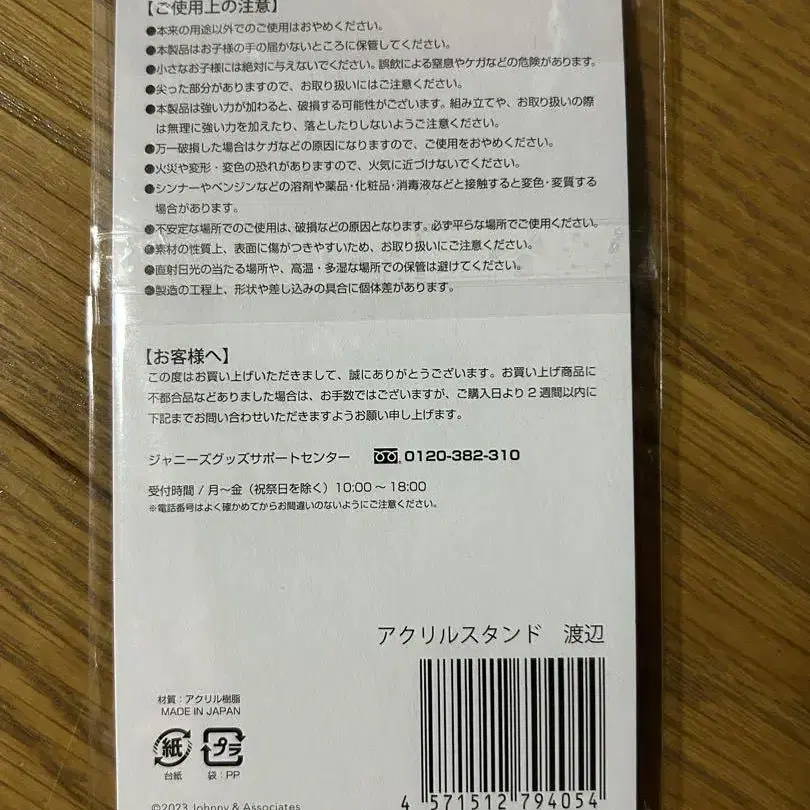 【ご使用上の注意】
●本来の用途以外でのご使用はおやめください。
●本製品はお子様の手の届かないところに保管してください。
●小さなお子様には絶対に与えないでください。誤飲による窒息やケガなどの危険があります。
●尖った部分がありますので、お取り扱いにはご注意ください。
●本製品は強い力が加わると、破損する可能性がございます。組み立てや、お取り扱いの際
は無理に強い力を加えたり、落としたりしないようご注意ください。
●万一破損した場合はケガなどの原因になりますので、ご使用をおやめください。
●火災や変形・変色の恐れがありますので、火気に近づけないでください。
●シンナーやベンジンなどの溶剤や薬品・化粧品・消毒液などと接触すると変色・変質する
場合があります。
●不安定な場所でのご使用は、破損などの原因となります。必ず平らな場所でご使用ください。
●素材の性質上、表面に傷がつきやすいため、お取り扱いにご注意ください。
●直射日光の当たる場所や、高温・多湿な場所での保管は避けてください。
●製造の工程上、形状や差し込みの具合に個体差があります。
【お客様へ】
この度はお買い上げいただきまして、誠にありがとうございます。お買い上げ商品に
不都合品などありました場合は、お手数ではございますが、ご購入日より2週間以内に
下記までお問い合わせいただきますようお願い申し上げます。
ジャニーズグッズサポートセンター 0120-382-310
受付時間/月～金（祝祭日を除く）10:00～18:00
※電話番号はよく確かめてからお間違いのないようにご注意ください。
アクリルスタンド 渡辺
材質：アクリル樹脂
MADE IN JAPAN
紙 プラ
台紙 袋：PP
4 571512 794054
©2023 Johnny & Associates